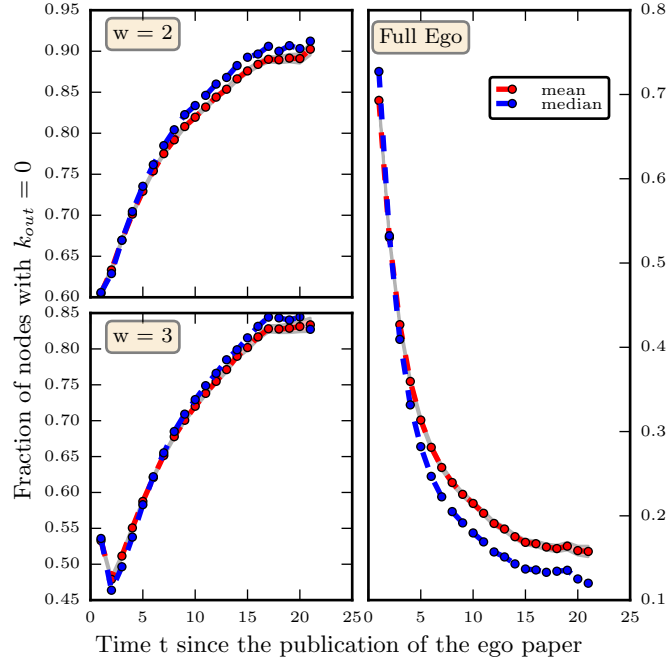 w = 2
0.95
0.90
0.85
0.80
0.75
0.70
0.65
0.60
w = 3
0.85
0.80
0.75
0.70
0.65
0.60
0.55
0.50
0.45
0 5 10 15 20 25
Full Ego
mean
median
0.8
0.7
0.6
0.5
0.4
0.3
0.2
0.1
5 10 15 20 25
Fraction of nodes with k_{out} = 0
Time t since the publication of the ego paper